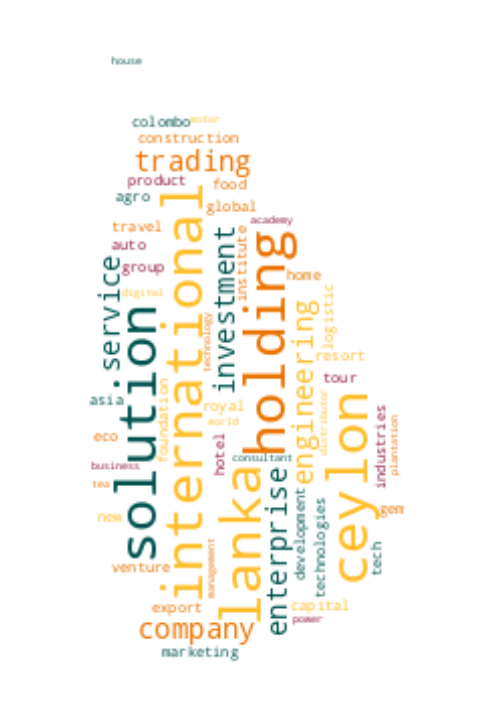 house
colombo
motor
construction
trading
product
food
agro
global
academy
travel
auto
group
service
international
investment
institute
holding
home
digital
solution
technology
engineering
logistic
resort
tour
asia
foundation
royal
world
distributor
ceylon
industries
plantation
eco
hotel
consultant
business
tea
lanka
enterprise
development
technologies
gem
new
tech
venture
management
export
capital
company
power
marketing